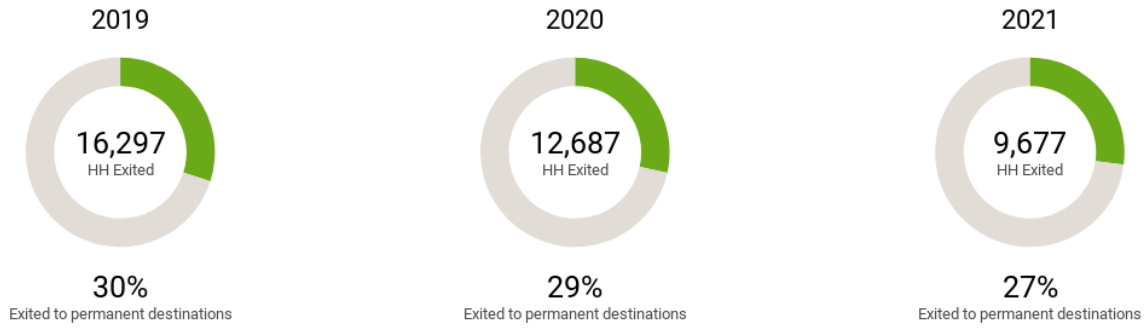 2019
16,297
HH Exited
30%
Exited to permanent destinations
2020
12,687
HH Exited
29%
Exited to permanent destinations
2021
9,677
HH Exited
27%
Exited to permanent destinations